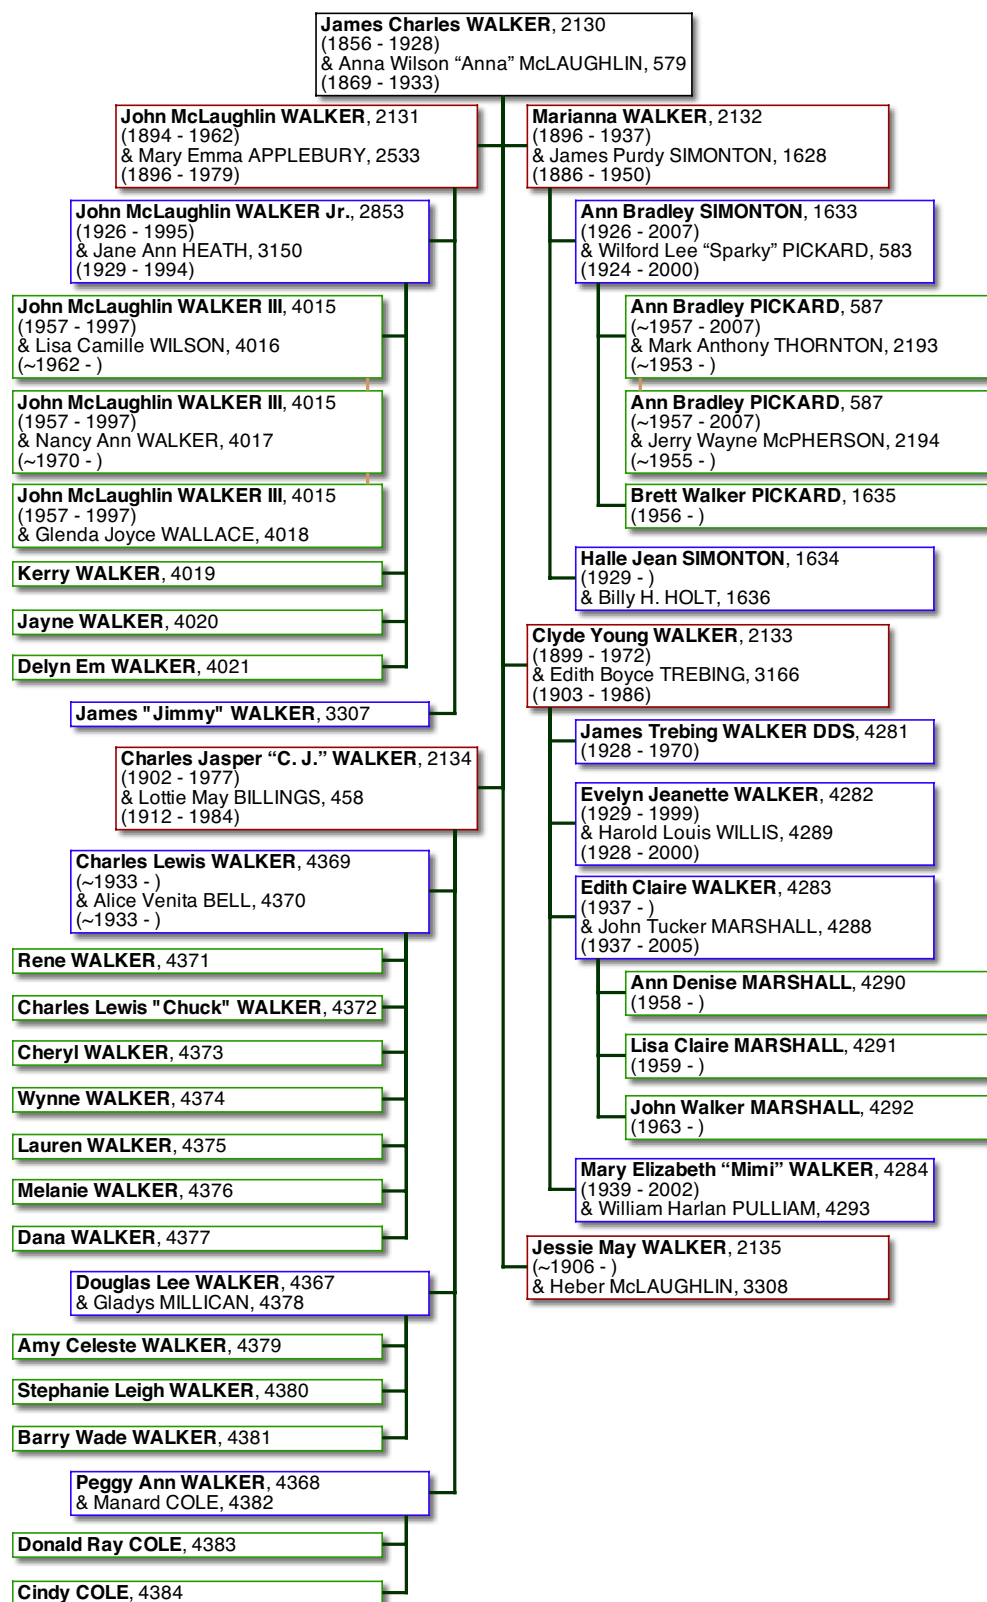 James Charles WALKER, 2130
(1856 - 1928)
& Anna Wilson “Anna” McLAUGHLIN, 579
(1869 - 1933)
John McLaughlin WALKER, 2131
(1894 - 1962)
& Mary Emma APPLEBURY, 2533
(1896 - 1979)
John McLaughlin WALKER Jr., 2853
(1926 - 1995)
& Jane Ann HEATH, 3150
(1929 - 1994)
John McLaughlin WALKER III, 4015
(1957 - 1997)
& Lisa Camille WILSON, 4016
(~1962 - )
John McLaughlin WALKER III, 4015
(1957 - 1997)
& Nancy Ann WALKER, 4017
(~1970 - )
John McLaughlin WALKER III, 4015
(1957 - 1997)
& Glenda Joyce WALLACE, 4018
Kerry WALKER, 4019
Jayne WALKER, 4020
Delyn Em WALKER, 4021
James "Jimmy" WALKER, 3307
Marianna WALKER, 2132
(1896 - 1937)
& James Purdy SIMONTON, 1628
(1886 - 1950)
Ann Bradley SIMONTON, 1633
(1926 - 2007)
& Wilford Lee “Sparky” PICKARD, 583
(1924 - 2000)
Ann Bradley PICKARD, 587
(~1957 - 2007)
& Mark Anthony THORNTON, 2193
(~1953 - )
Ann Bradley PICKARD, 587
(~1957 - 2007)
& Jerry Wayne McPHERSON, 2194
(~1955 - )
Brett Walker PICKARD, 1635
(1956 - )
Halle Jean SIMONTON, 1634
(1929 - )
& Billy H. HOLT, 1636
Clyde Young WALKER, 2133
(1899 - 1972)
& Edith Boyce TREBING, 3166
(1903 - 1986)
James Trebing WALKER DDS, 4281
(1928 - 1970)
Evelyn Jeanette WALKER, 4282
(1929 - 1999)
& Harold Louis WILLIS, 4289
(1928 - 2000)
Edith Claire WALKER, 4283
(1937 - )
& John Tucker MARSHALL, 4288
(1937 - 2005)
Ann Denise MARSHALL, 4290
(1958 - )
Lisa Claire MARSHALL, 4291
(1959 - )
John Walker MARSHALL, 4292
(1963 - )
Mary Elizabeth “Mimi” WALKER, 4284
(1939 - 2002)
& William Harlan PULLIAM, 4293
Charles Jasper “C. J.” WALKER, 2134
(1902 - 1977)
& Lottie May BILLINGS, 458
(1912 - 1984)
Charles Lewis WALKER, 4369
(~1933 - )
& Alice Venita BELL, 4370
(~1933 - )
Rene WALKER, 4371
Charles Lewis "Chuck" WALKER, 4372
Cheryl WALKER, 4373
Wynne WALKER, 4374
Lauren WALKER, 4375
Melanie WALKER, 4376
Dana WALKER, 4377
Douglas Lee WALKER, 4367
& Gladys MILLICAN, 4378
Amy Celeste WALKER, 4379
Stephanie Leigh WALKER, 4380
Barry Wade WALKER, 4381
Peggy Ann WALKER, 4368
& Manard COLE, 4382
Donald Ray COLE, 4383
Cindy COLE, 4384
Jessie May WALKER, 2135
(~1906 - )
& Heber McLAUGHLIN, 3308